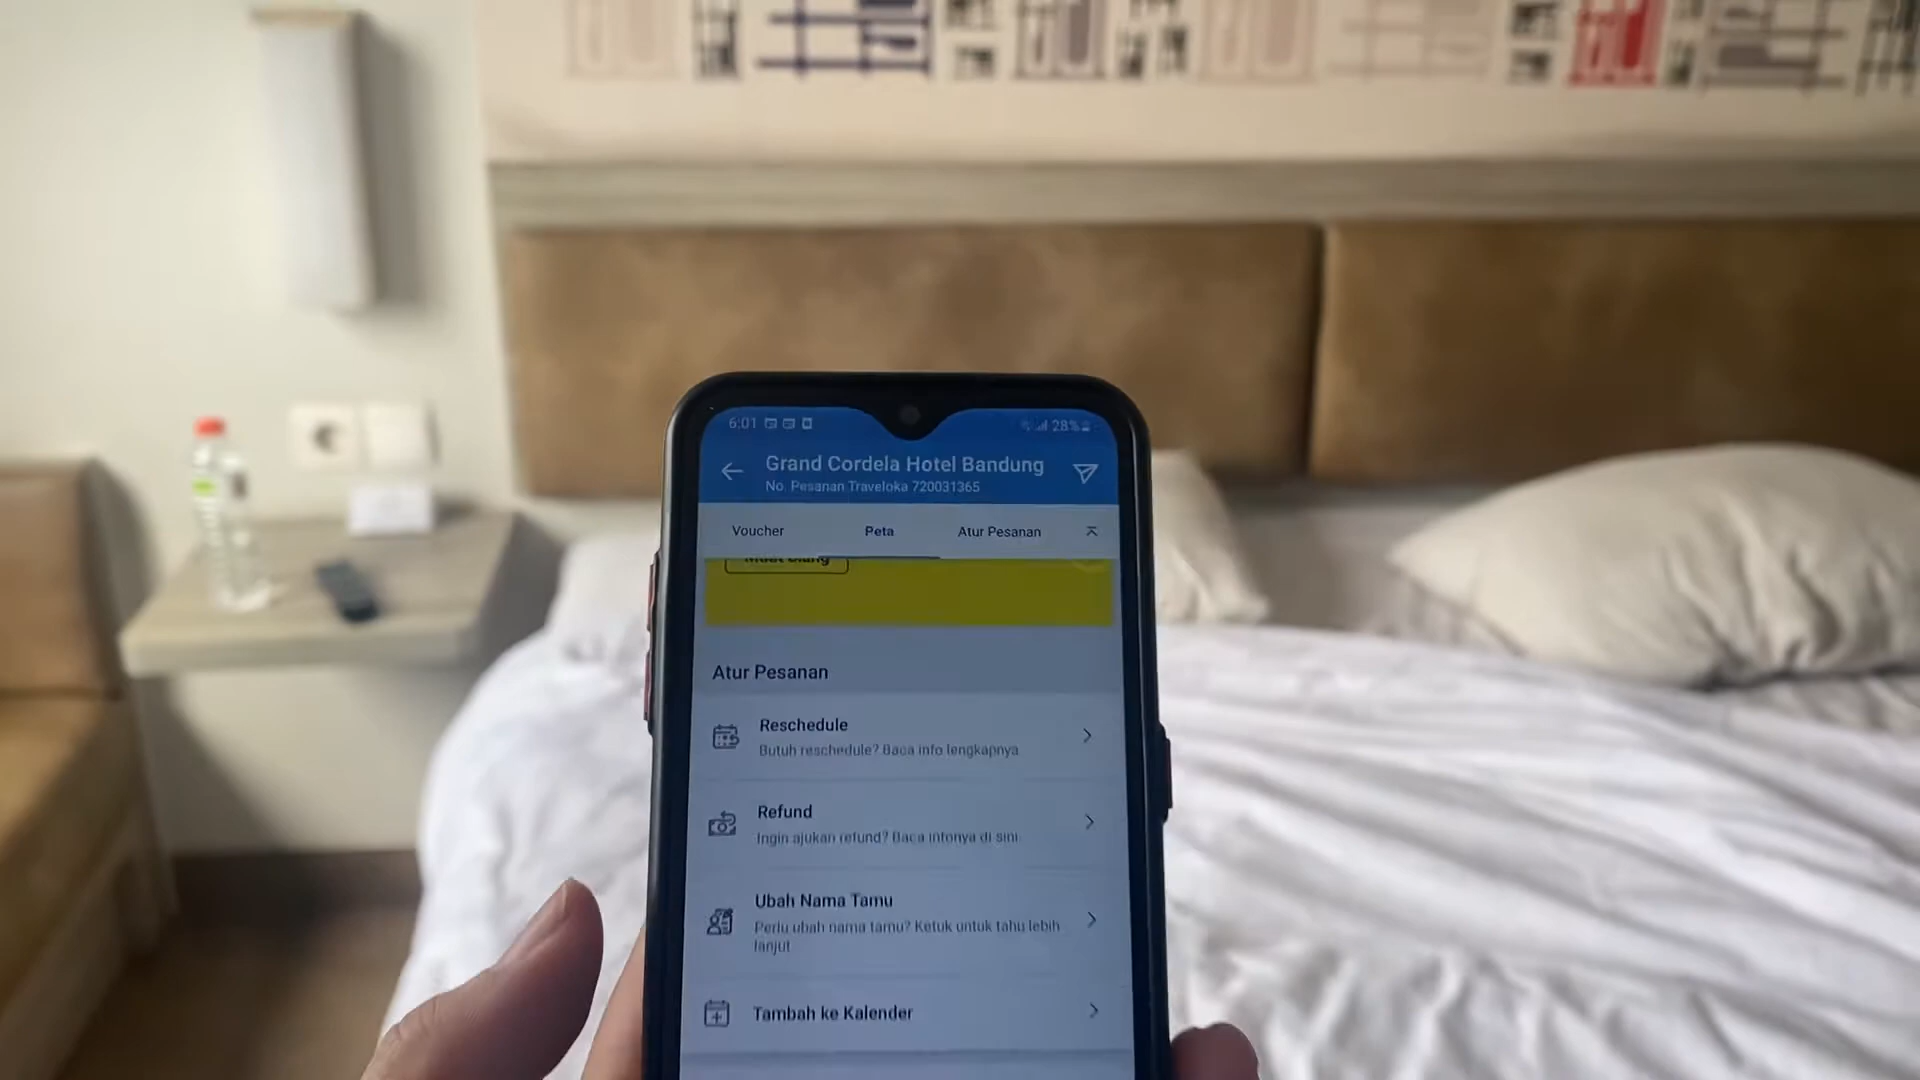 6:01
28%
Grand Cordela Hotel Bandung
No. Pesanan Traveloka 720031365
Voucher
Peta
Atur Pesanan
Muat Ulang
Atur Pesanan
Reschedule
Butuh reschedule? Baca info lengkapnya
Refund
Ingin ajukan refund? Baca infonya di sini
Ubah Nama Tamu
Perlu ubah nama tamu? Ketuk untuk tahu lebih
lanjut
Tambah ke Kalender